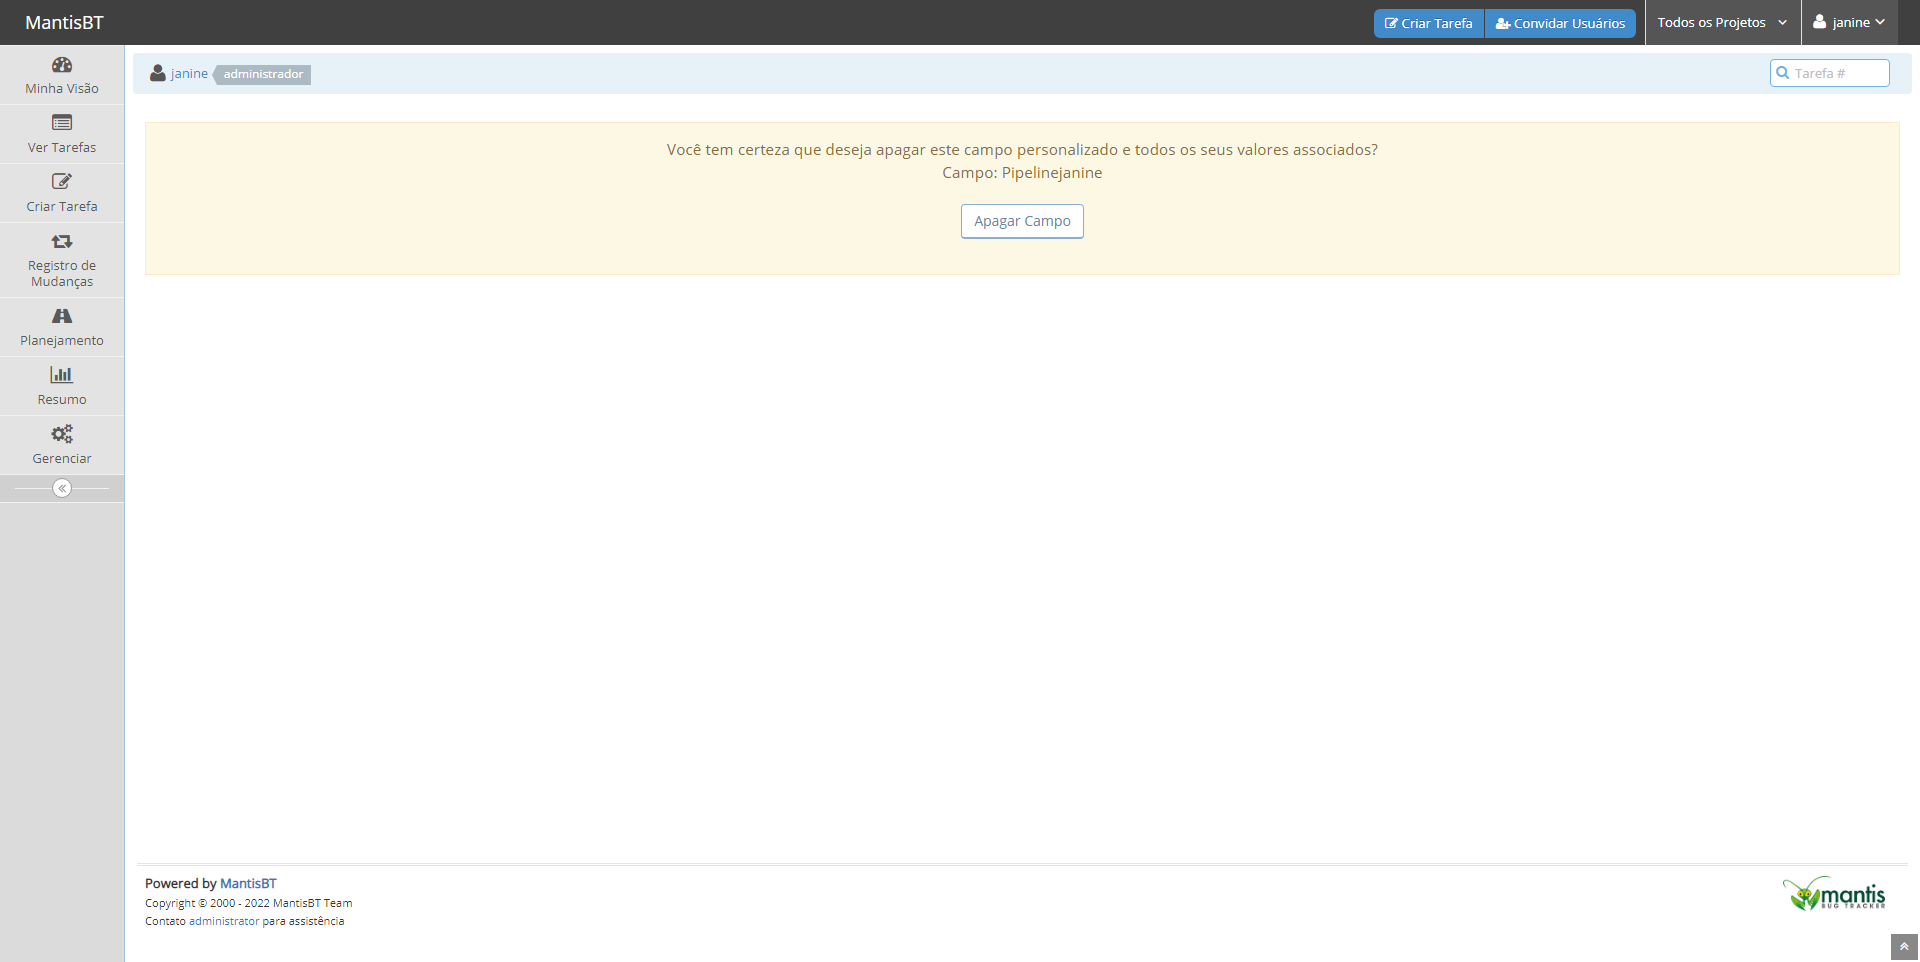 MantisBT
Criar Tarefa
Convidar Usuários
Todos os Projetos
janine
Minha Visão
Ver Tarefas
Criar Tarefa
Registro de
Mudanças
Planejamento
Resumo
Gerenciar
janine administrador
Tarefa #
Você tem certeza que deseja apagar este campo personalizado e todos os seus valores associados?
Campo: Pipelinejanine
Apagar Campo
Powered by MantisBT
Copyright © 2000 - 2022 MantisBT Team
Contato administrator para assistência
mantis
BUG TRACKER